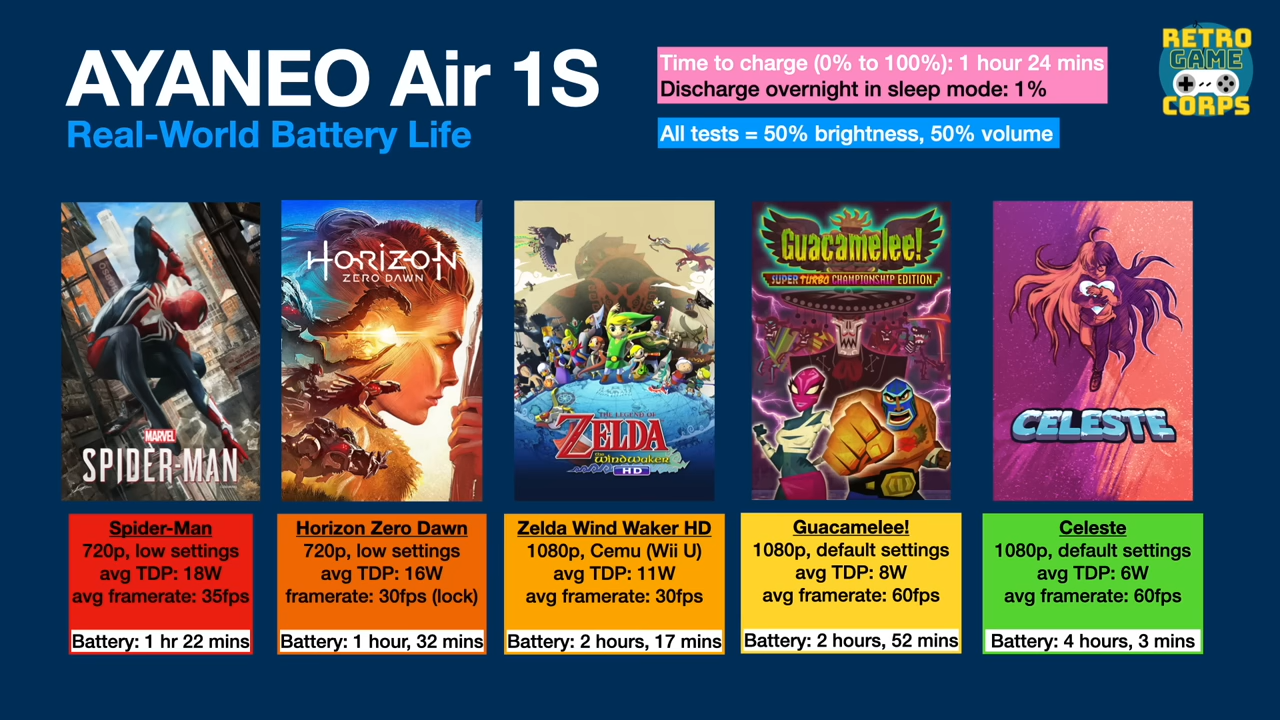 AYANEO Air 1S
Real-World Battery Life
Time to charge (0% to 100%): 1 hour 24 mins
Discharge overnight in sleep mode: 1%
All tests = 50% brightness, 50% volume
RETRO
GAME
CORPS
MARVEL
SPIDER-MAN
HORIZON
ZERO DAWN
THE LEGEND OF
ZELDA
the WindWaker
HD
Guacamelee!
SUPER TURBO CHAMPIONSHIP EDITION
CELESTE
Spider-Man
720p, low settings
avg TDP: 18W
avg framerate: 35fps
Battery: 1 hr 22 mins
Horizon Zero Dawn
720p, low settings
avg TDP: 16W
framerate: 30fps (lock)
Battery: 1 hour, 32 mins
Zelda Wind Waker HD
1080p, Cemu (Wii U)
avg TDP: 11W
avg framerate: 30fps
Battery: 2 hours, 17 mins
Guacamelee!
1080p, default settings
avg TDP: 8W
avg framerate: 60fps
Battery: 2 hours, 52 mins
Celeste
1080p, default settings
avg TDP: 6W
avg framerate: 60fps
Battery: 4 hours, 3 mins